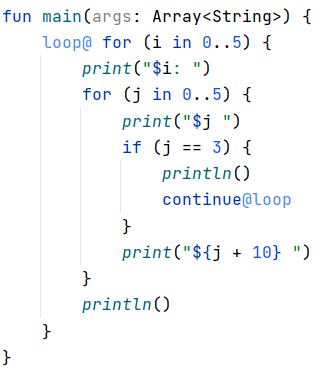 fun main(args: Array<String>) {
    loop@ for (i in 0..5) {
        print("$i: ")
        for (j in 0..5) {
            print("$j ")
            if (j == 3) {
                println()
                continue@loop
            }
            print("${j + 10} ")
        }
        println()
    }
}